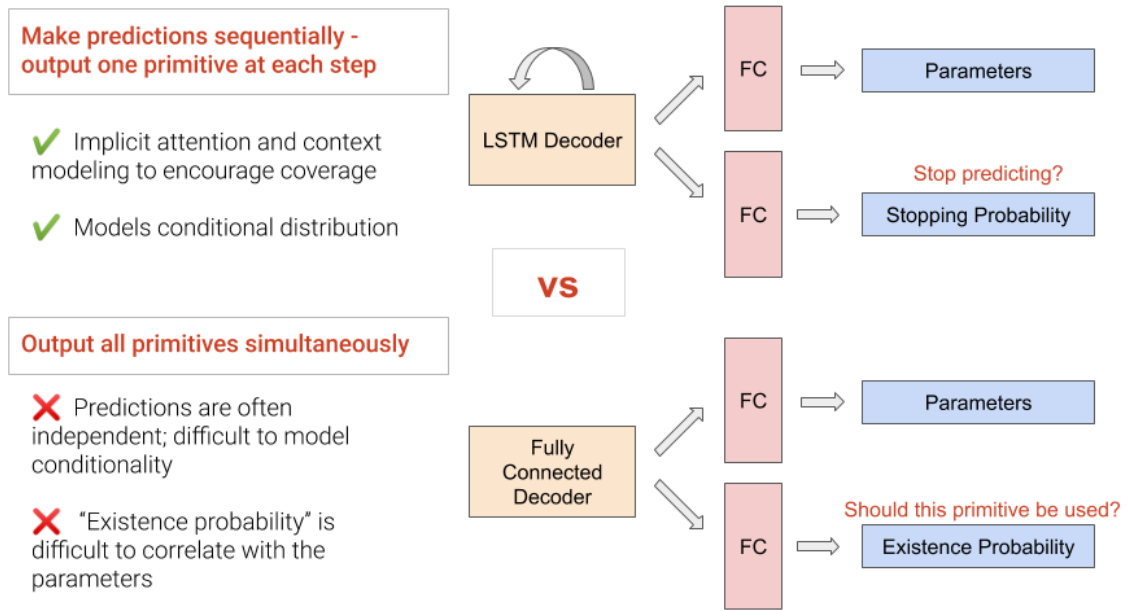 Make predictions sequentially -
output one primitive at each step
✔ Implicit attention and context
modeling to encourage coverage
✔ Models conditional distribution
LSTM Decoder
FC
Parameters
FC
Stop predicting?
Stopping Probability
vs
Output all primitives simultaneously
❌ Predictions are often
independent; difficult to model
conditionality
❌ “Existence probability” is
difficult to correlate with the
parameters
Fully
Connected
Decoder
FC
Parameters
FC
Should this primitive be used?
Existence Probability